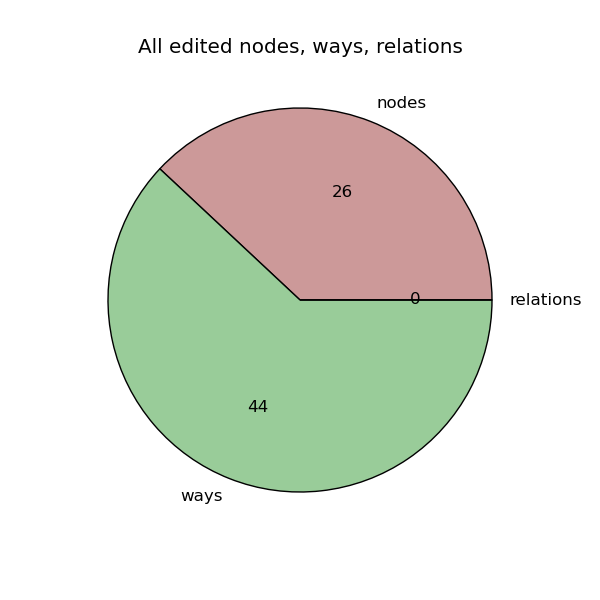 All edited nodes, ways, relations
nodes
26
0
relations
44
ways